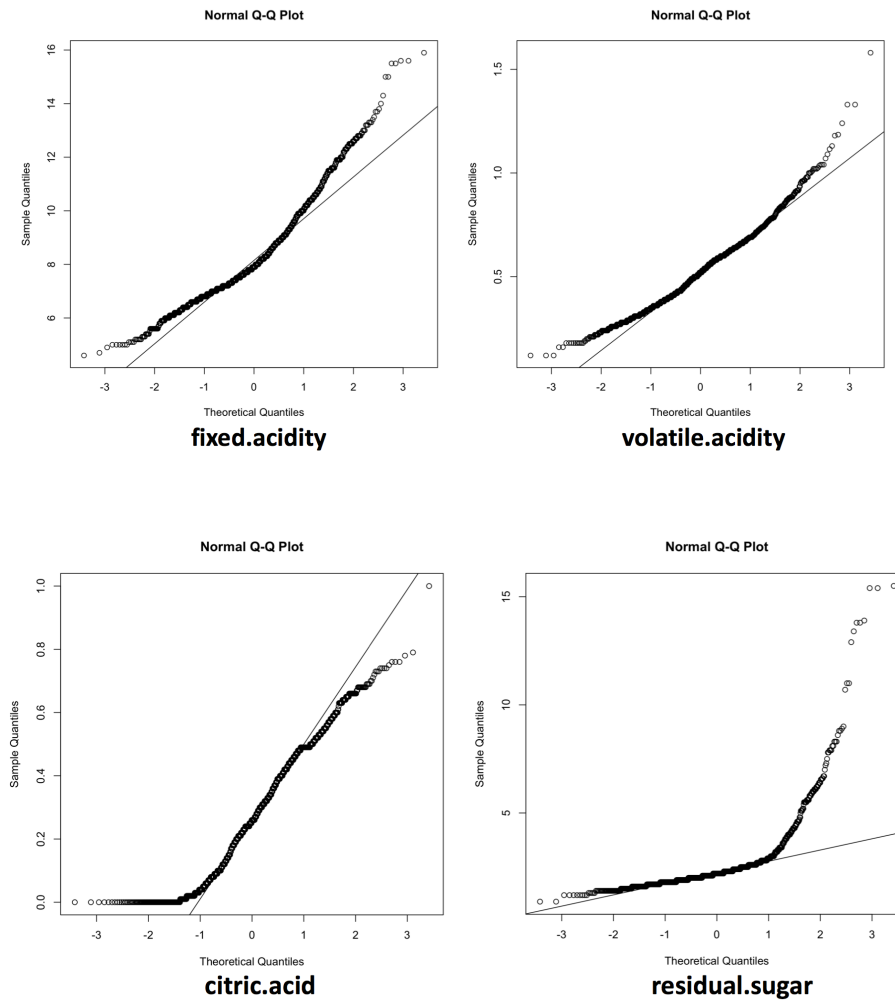 Normal Q-Q Plot
Sample Quantiles
16
14
12
10
8
6
-3 -2 -1 0 1 2 3
Theoretical Quantiles
fixed.acidity
Normal Q-Q Plot
Sample Quantiles
1.5
1.0
0.5
-3 -2 -1 0 1 2 3
Theoretical Quantiles
volatile.acidity
Normal Q-Q Plot
Sample Quantiles
1.0
0.8
0.6
0.4
0.2
0.0
-3 -2 -1 0 1 2 3
Theoretical Quantiles
citric.acid
Normal Q-Q Plot
Sample Quantiles
15
10
5
-3 -2 -1 0 1 2 3
Theoretical Quantiles
residual.sugar